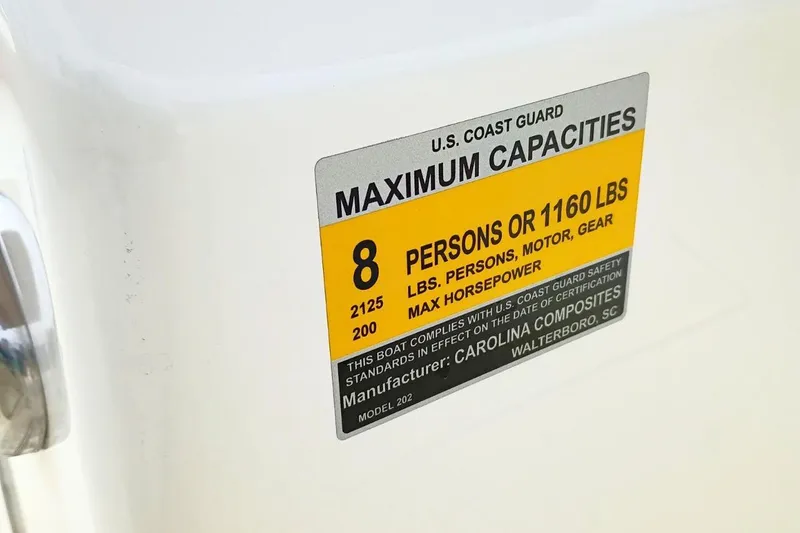 U.S. COAST GUARD
MAXIMUM CAPACITIES
8 PERSONS OR 1160 LBS
2125 LBS. PERSONS, MOTOR, GEAR
200 MAX HORSEPOWER
THIS BOAT COMPLIES WITH U.S. COAST GUARD SAFETY
STANDARDS IN EFFECT ON THE DATE OF CERTIFICATION
Manufacturer: CAROLINA COMPOSITES
WALTERBORO, SC
MODEL 202